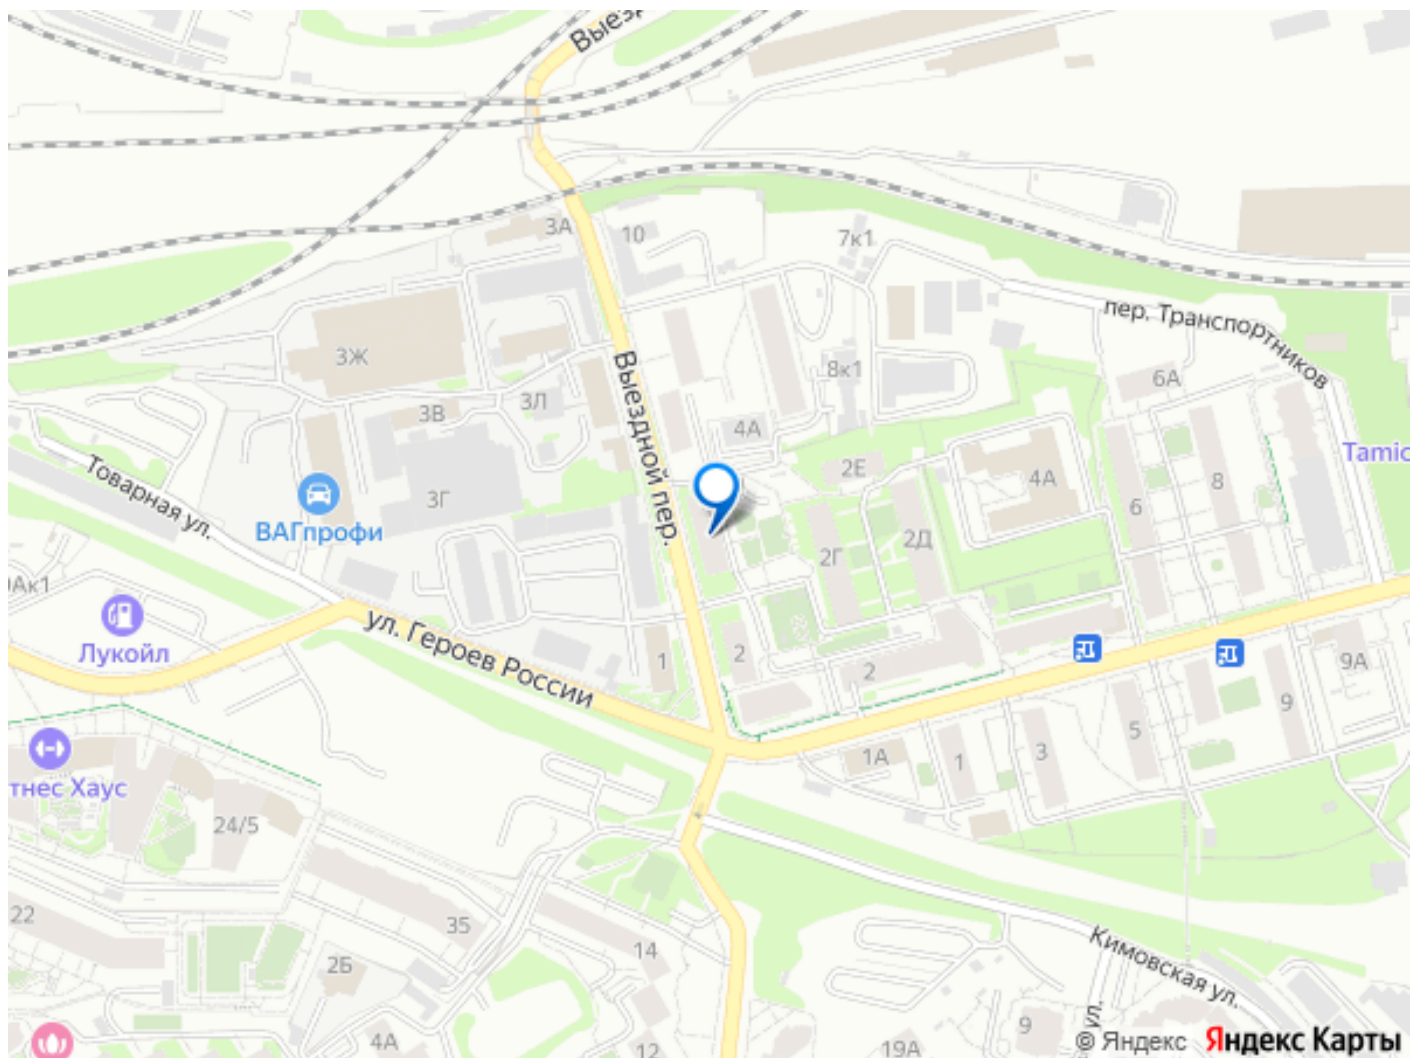 Выезд
3А
10
7к1
пер. Транспортников
3Ж
Выездной пер.
8к1
6А
3В
3Л
4А
Tamic
Товарная ул.
2Е
4А
8
6
3Г
ВАГпрофи
2Г
2Д
Ак1
Лукойл
ул. Героев России
1
2
2
9А
9
5
3
1
1А
тнес Хаус
24/5
22
35
14
2Б
Кимовская ул.
ул.
9
4А
12
19А
© Яндекс Яндекс Карты